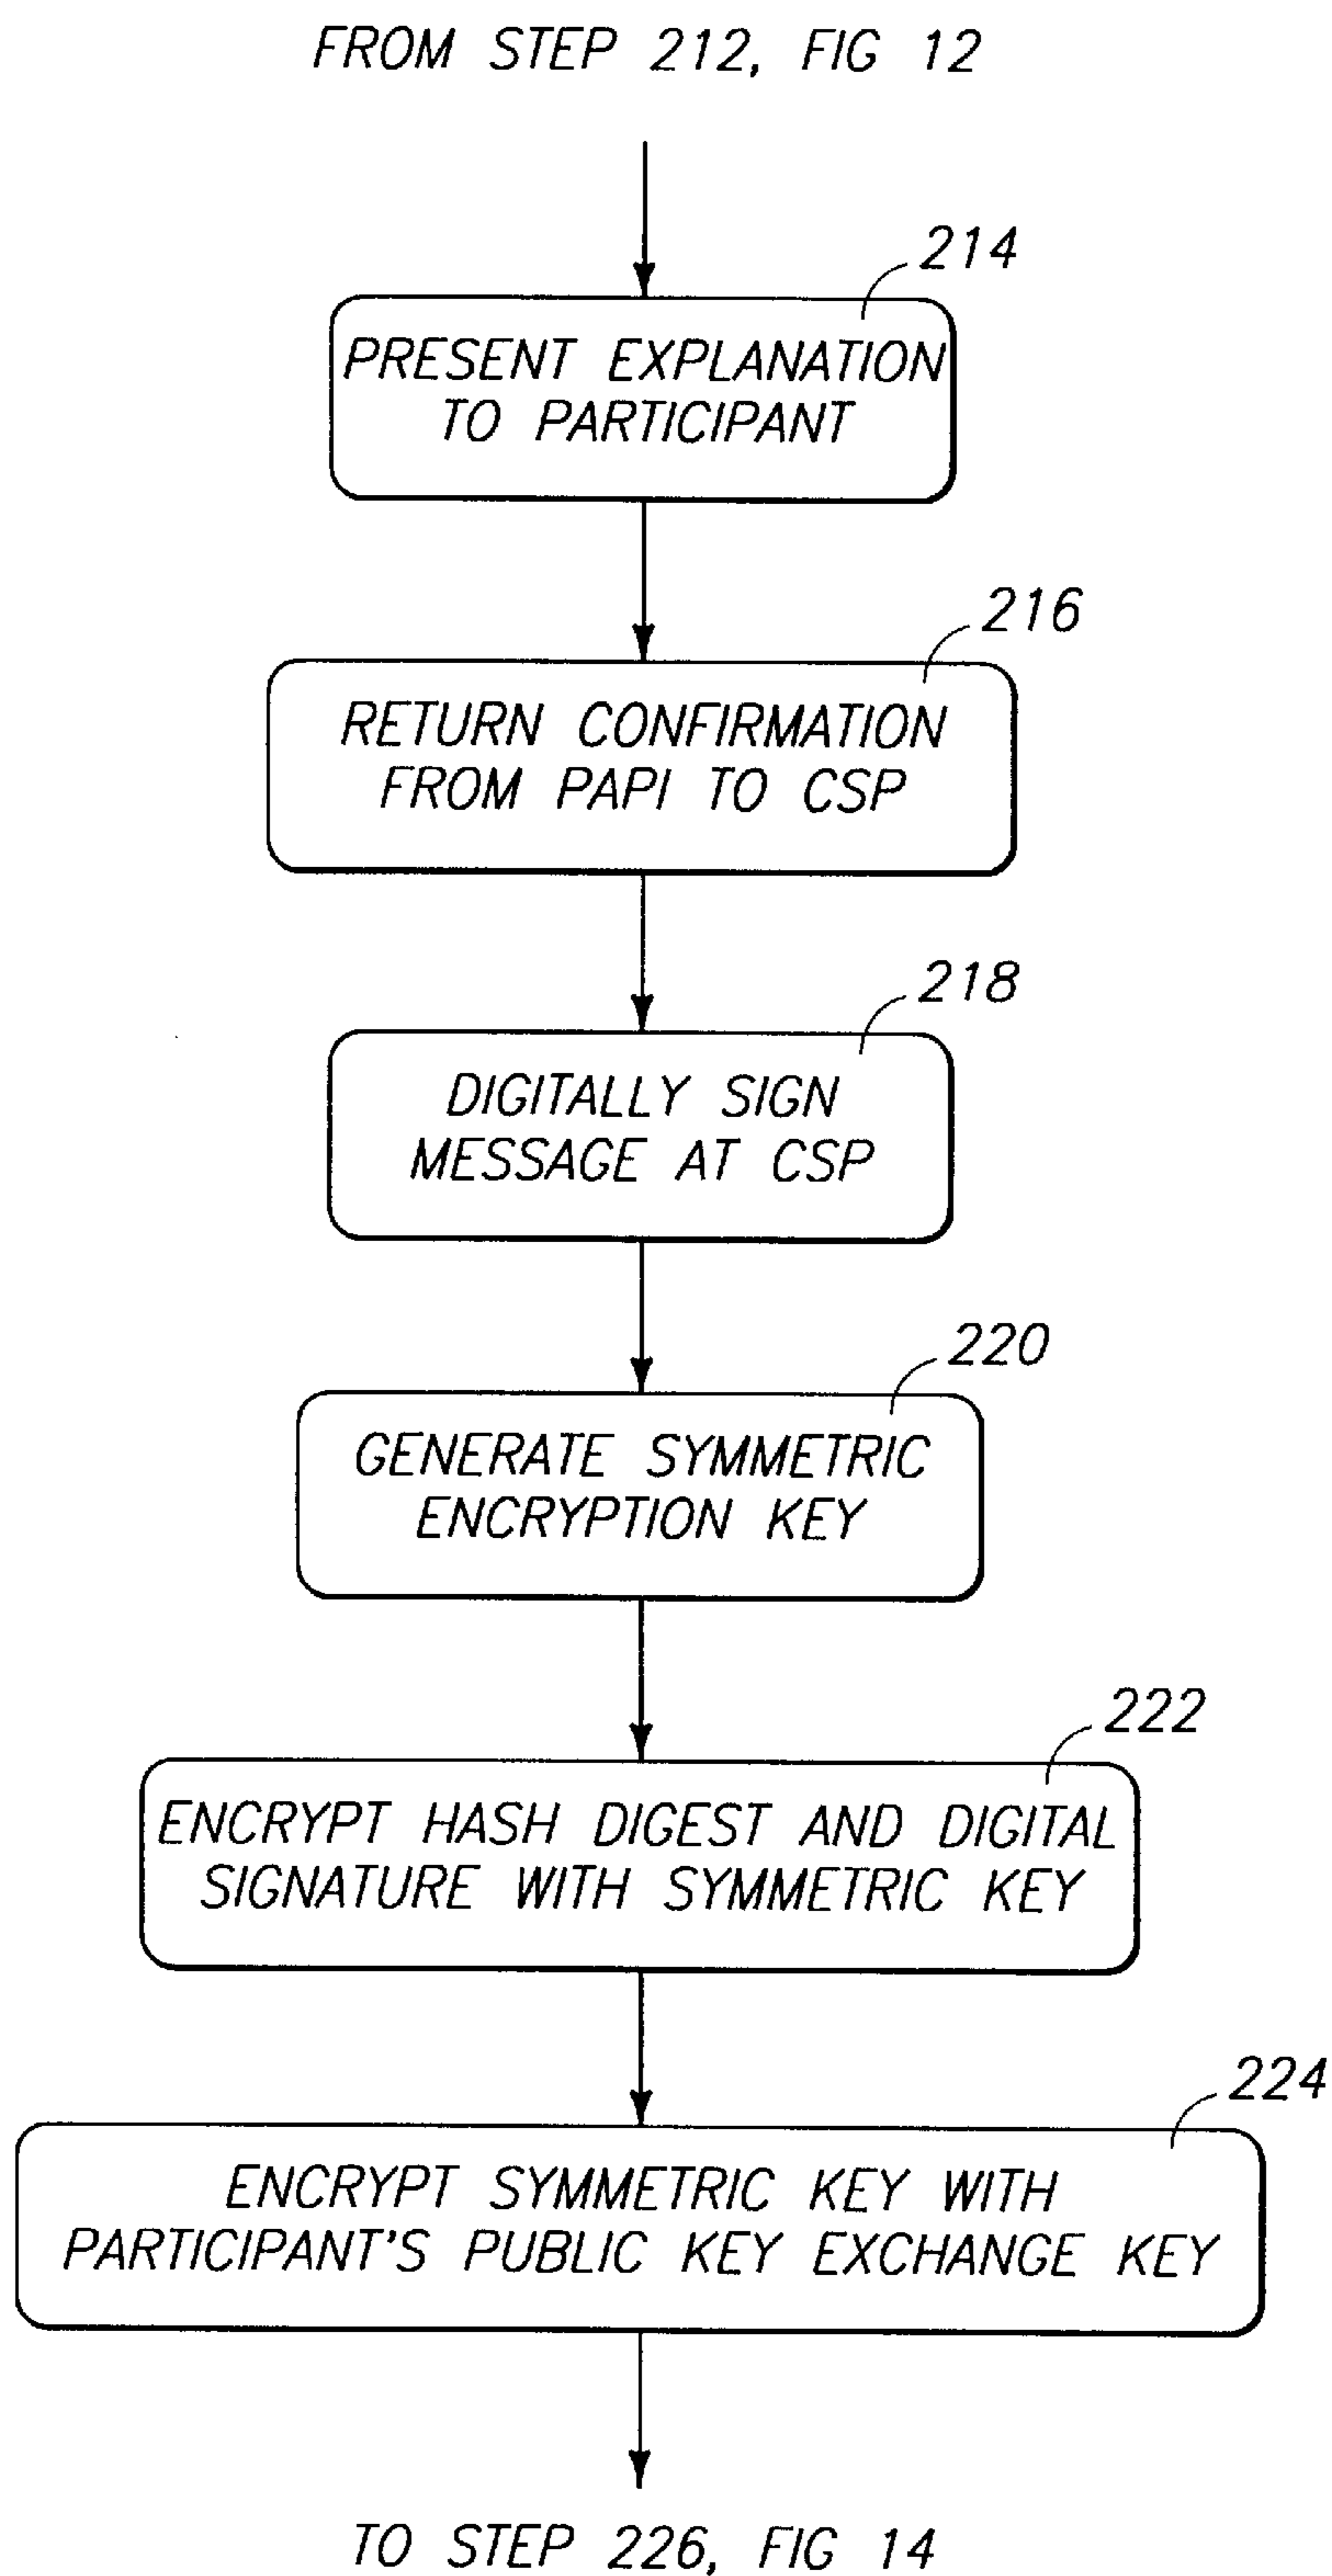 FROM STEP 212, FIG 12
214
PRESENT EXPLANATION
TO PARTICIPANT
216
RETURN CONFIRMATION
FROM PAPI TO CSP
218
DIGITALLY SIGN
MESSAGE AT CSP
220
GENERATE SYMMETRIC
ENCRYPTION KEY
222
ENCRYPT HASH DIGEST AND DIGITAL
SIGNATURE WITH SYMMETRIC KEY
224
ENCRYPT SYMMETRIC KEY WITH
PARTICIPANT'S PUBLIC KEY EXCHANGE KEY
TO STEP 226, FIG 14